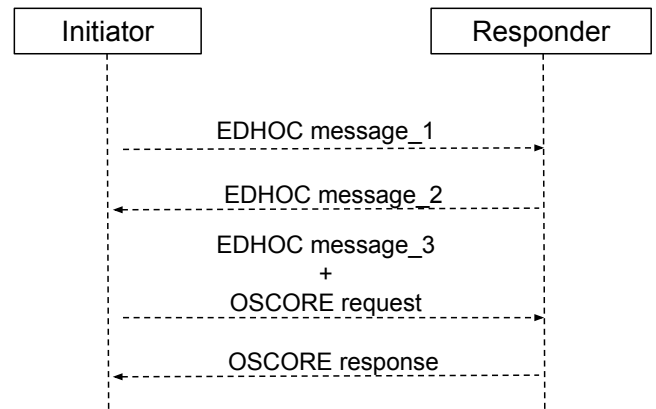 Initiator
Responder
EDHOC message_1
EDHOC message_2
EDHOC message_3
+
OSCORE request
OSCORE response